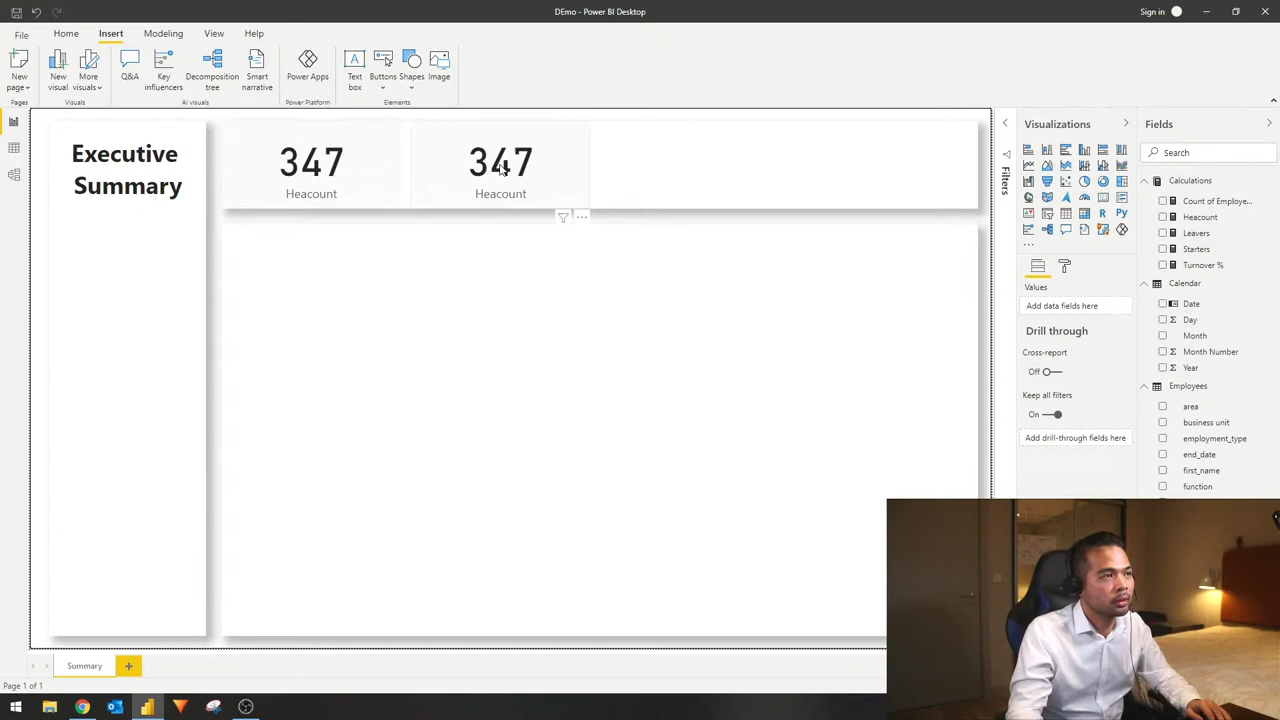 DEmo - Power BI Desktop
Sign in
File
Home
Insert
Modeling
View
Help
New page
New visual
More visuals
Q&A
Key influencers
Decomposition tree
Smart narrative
Power Apps
Text box
Buttons
Shapes
Image
Pages
Visuals
AI visuals
Power Platform
Elements
Executive
Summary
347
Heacount
347
Heacount
Filters
Visualizations
R
Py
Values
Add data fields here
Drill through
Cross-report
Off
Keep all filters
On
Add drill-through fields here
Fields
Search
Calculations
Count of Employe...
Heacount
Leavers
Starters
Turnover %
Calendar
Date
Day
Month
Month Number
Year
Employees
area
business unit
employment_type
end_date
first_name
function
Summary
Page 1 of 1